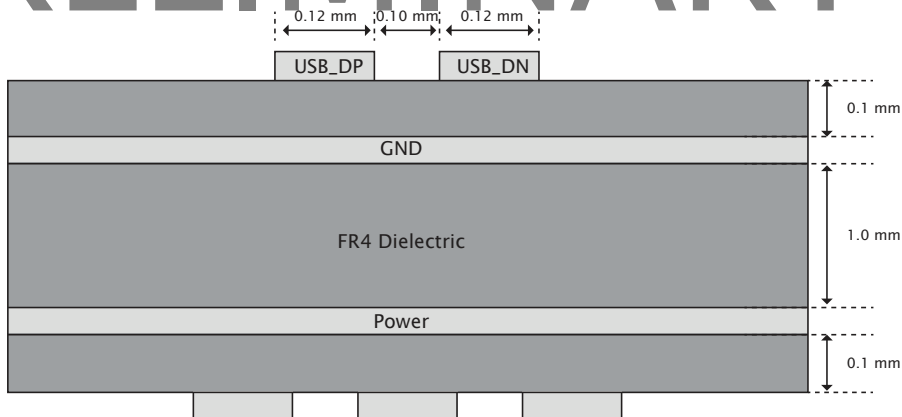 0.12 mm 0.10 mm 0.12 mm
USB_DP USB_DN
0.1 mm
GND
FR4 Dielectric
1.0 mm
Power
0.1 mm